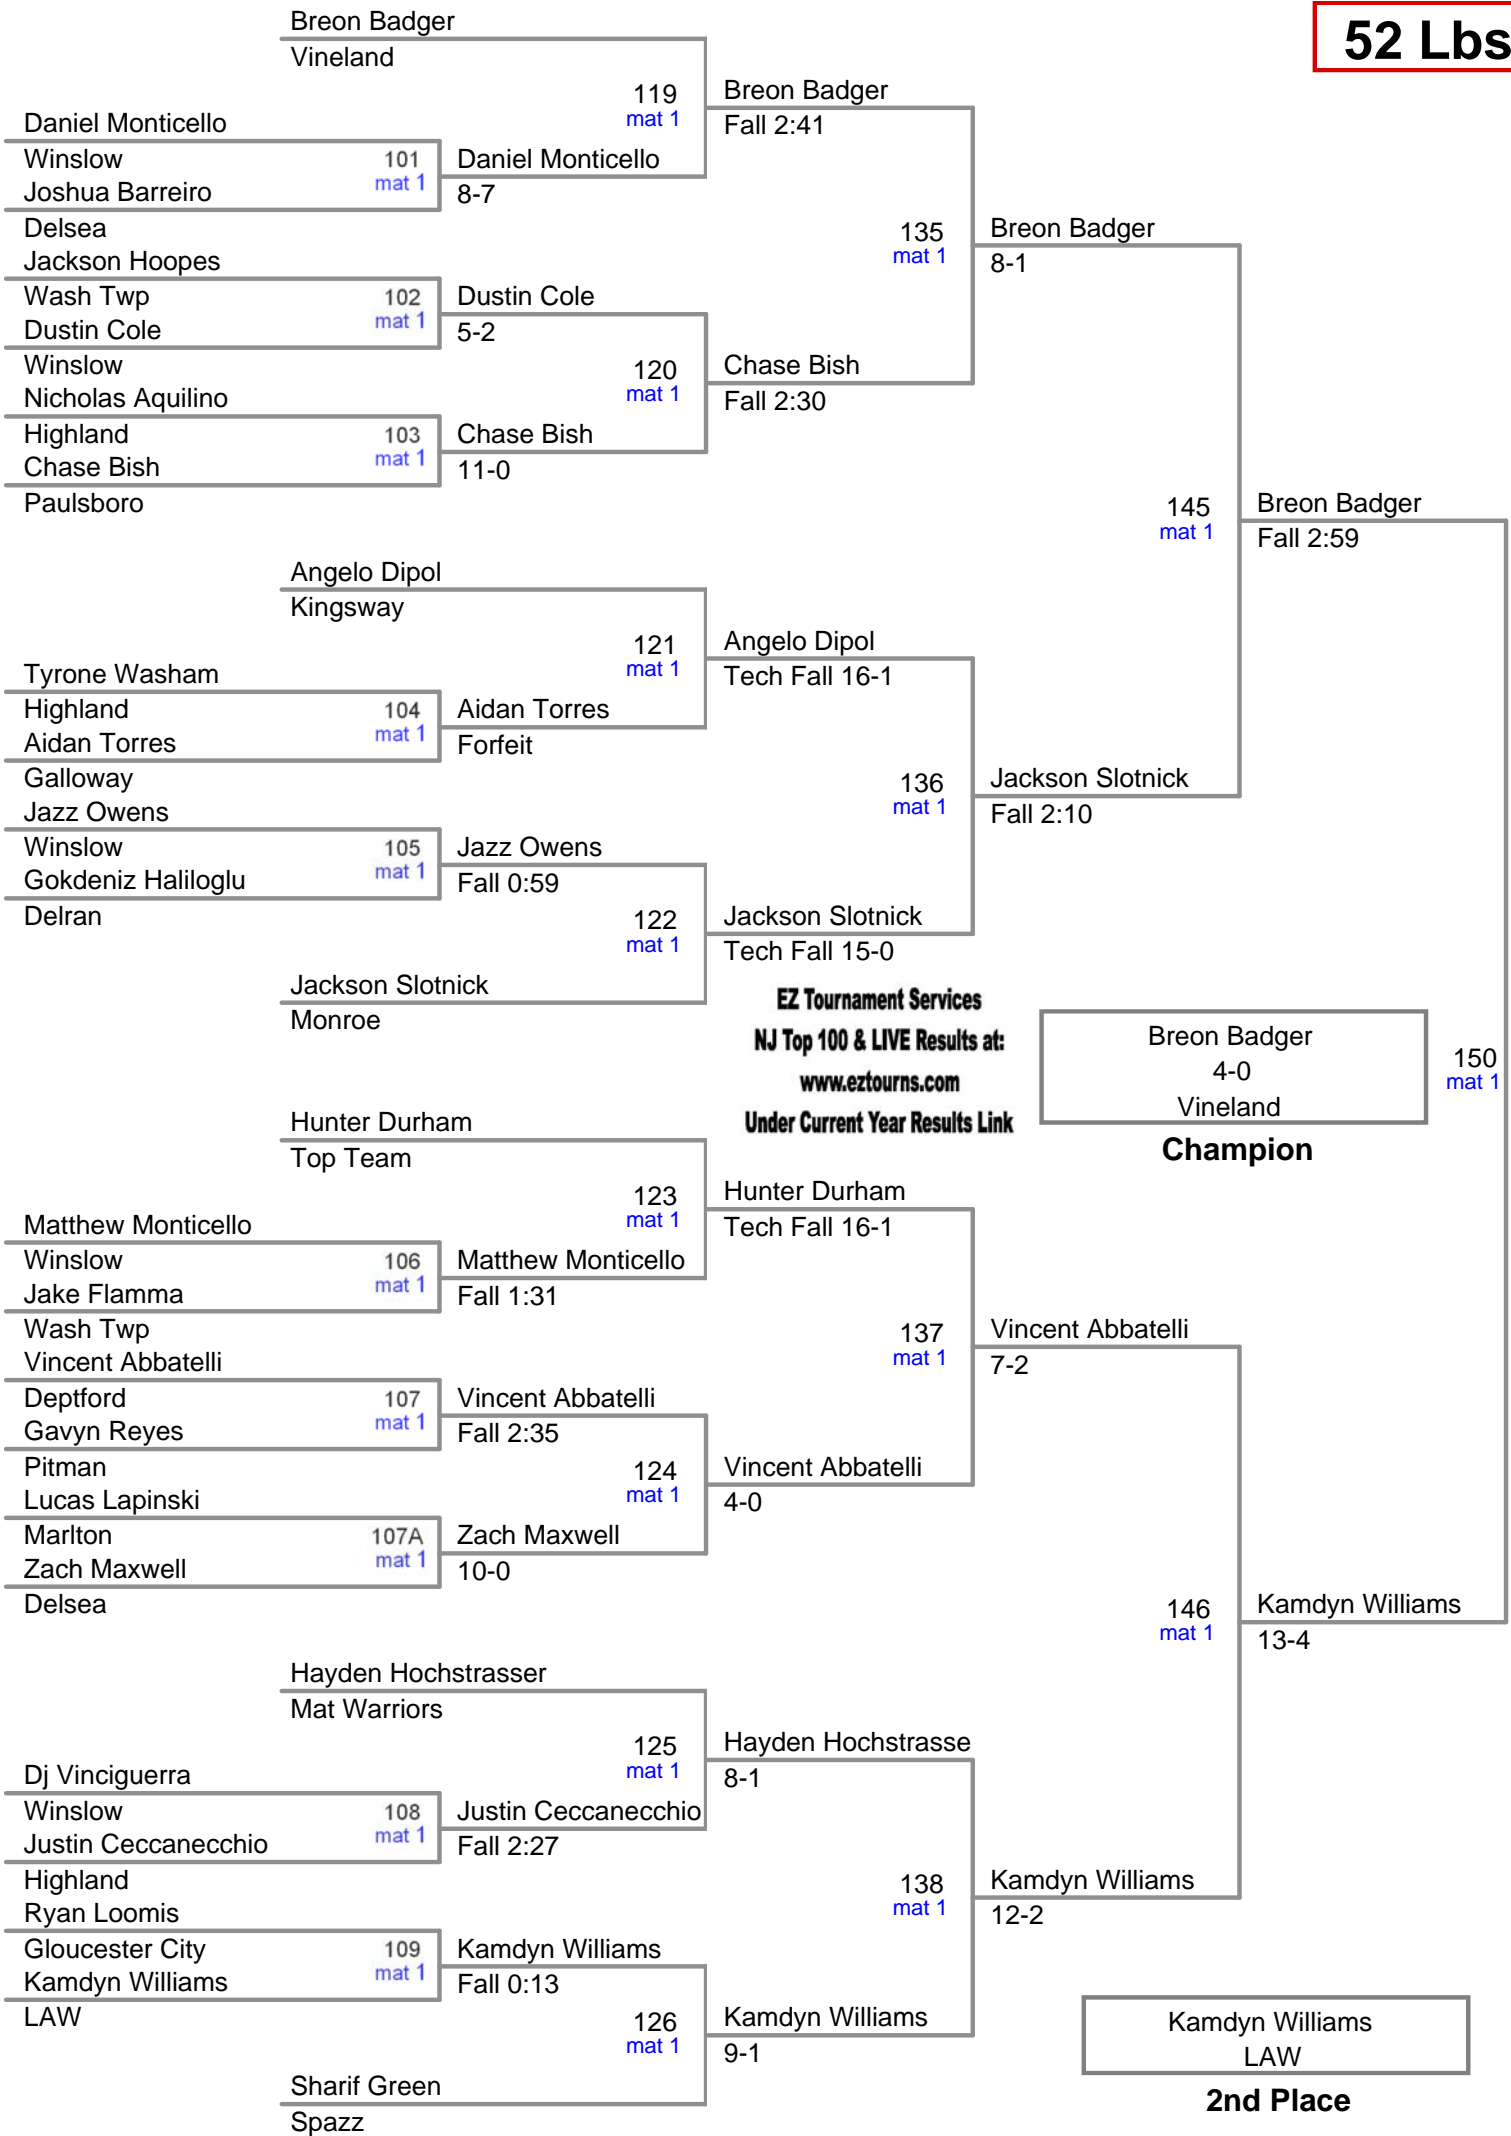 52 Lbs
Breon Badger
Vineland
119
mat 1
Breon Badger
Fall 2:41
Daniel Monticello
Winslow
101
mat 1
Daniel Monticello
8-7
Joshua Barreiro
Delsea
135
mat 1
Breon Badger
8-1
Jackson Hoopes
Wash Twp
102
mat 1
Dustin Cole
5-2
Dustin Cole
Winslow
120
mat 1
Chase Bish
Fall 2:30
Nicholas Aquilino
Highland
103
mat 1
Chase Bish
11-0
Chase Bish
Paulsboro
145
mat 1
Breon Badger
Fall 2:59
Angelo Dipol
Kingsway
121
mat 1
Angelo Dipol
Tech Fall 16-1
Tyrone Washam
Highland
104
mat 1
Aidan Torres
Forfeit
Aidan Torres
Galloway
136
mat 1
Jackson Slotnick
Fall 2:10
Jazz Owens
Winslow
105
mat 1
Jazz Owens
Fall 0:59
Gokdeniz Haliloglu
Delran
122
mat 1
Jackson Slotnick
Tech Fall 15-0
Jackson Slotnick
Monroe
EZ Tournament Services
NJ Top 100 & LIVE Results at:
www.eztourns.com
Under Current Year Results Link
Breon Badger
4-0
Vineland
Champion
150
mat 1
Hunter Durham
Top Team
123
mat 1
Hunter Durham
Tech Fall 16-1
Matthew Monticello
Winslow
106
mat 1
Matthew Monticello
Fall 1:31
Jake Flamma
Wash Twp
137
mat 1
Vincent Abbatelli
7-2
Vincent Abbatelli
Deptford
107
mat 1
Vincent Abbatelli
Fall 2:35
Gavyn Reyes
Pitman
124
mat 1
Vincent Abbatelli
4-0
Lucas Lapinski
Marlton
107A
mat 1
Zach Maxwell
10-0
Zach Maxwell
Delsea
146
mat 1
Kamdyn Williams
13-4
Hayden Hochstrasser
Mat Warriors
125
mat 1
Hayden Hochstrasse
8-1
Dj Vinciguerra
Winslow
108
mat 1
Justin Ceccanecchio
Fall 2:27
Justin Ceccanecchio
Highland
138
mat 1
Kamdyn Williams
12-2
Ryan Loomis
Gloucester City
109
mat 1
Kamdyn Williams
Fall 0:13
Kamdyn Williams
LAW
126
mat 1
Kamdyn Williams
9-1
Sharif Green
Spazz
Kamdyn Williams
LAW
2nd Place